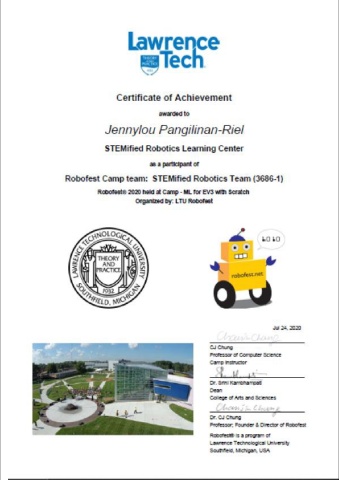 Lawrence
Tech
THEORY AND PRACTICE
Certificate of Achievement
awarded to
Jennylou Pangilinan-Riel
STEMified Robotics Learning Center
as a participant of
Robofest Camp team: STEMified Robotics Team (3686-1)
Robofest® 2020 held at Camp - ML for EV3 with Scratch
Organized by: LTU Robofest
LAWRENCE TECHNOLOGICAL UNIVERSITY
THEORY
AND
PRACTICE
1932
SOUTHFIELD, MICHIGAN
robofest.net
Jul 24, 2020
CJ Chung
Professor of Computer Science
Camp Instructor
Dean
College of Arts and Sciences
Dr. CJ Chung
Professor; Founder & Director of Robofest
Robofest® is a program of
Lawrence Technological University
Southfield, Michigan, USA